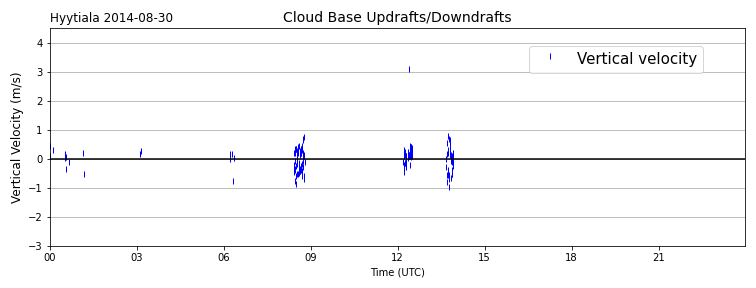 Hyytiala 2014-08-30
Cloud Base Updrafts/Downdrafts
Vertical velocity
Vertical Velocity (m/s)
4
3
2
1
0
−1
−2
−3
00 03 06 09 12 15 18 21
Time (UTC)